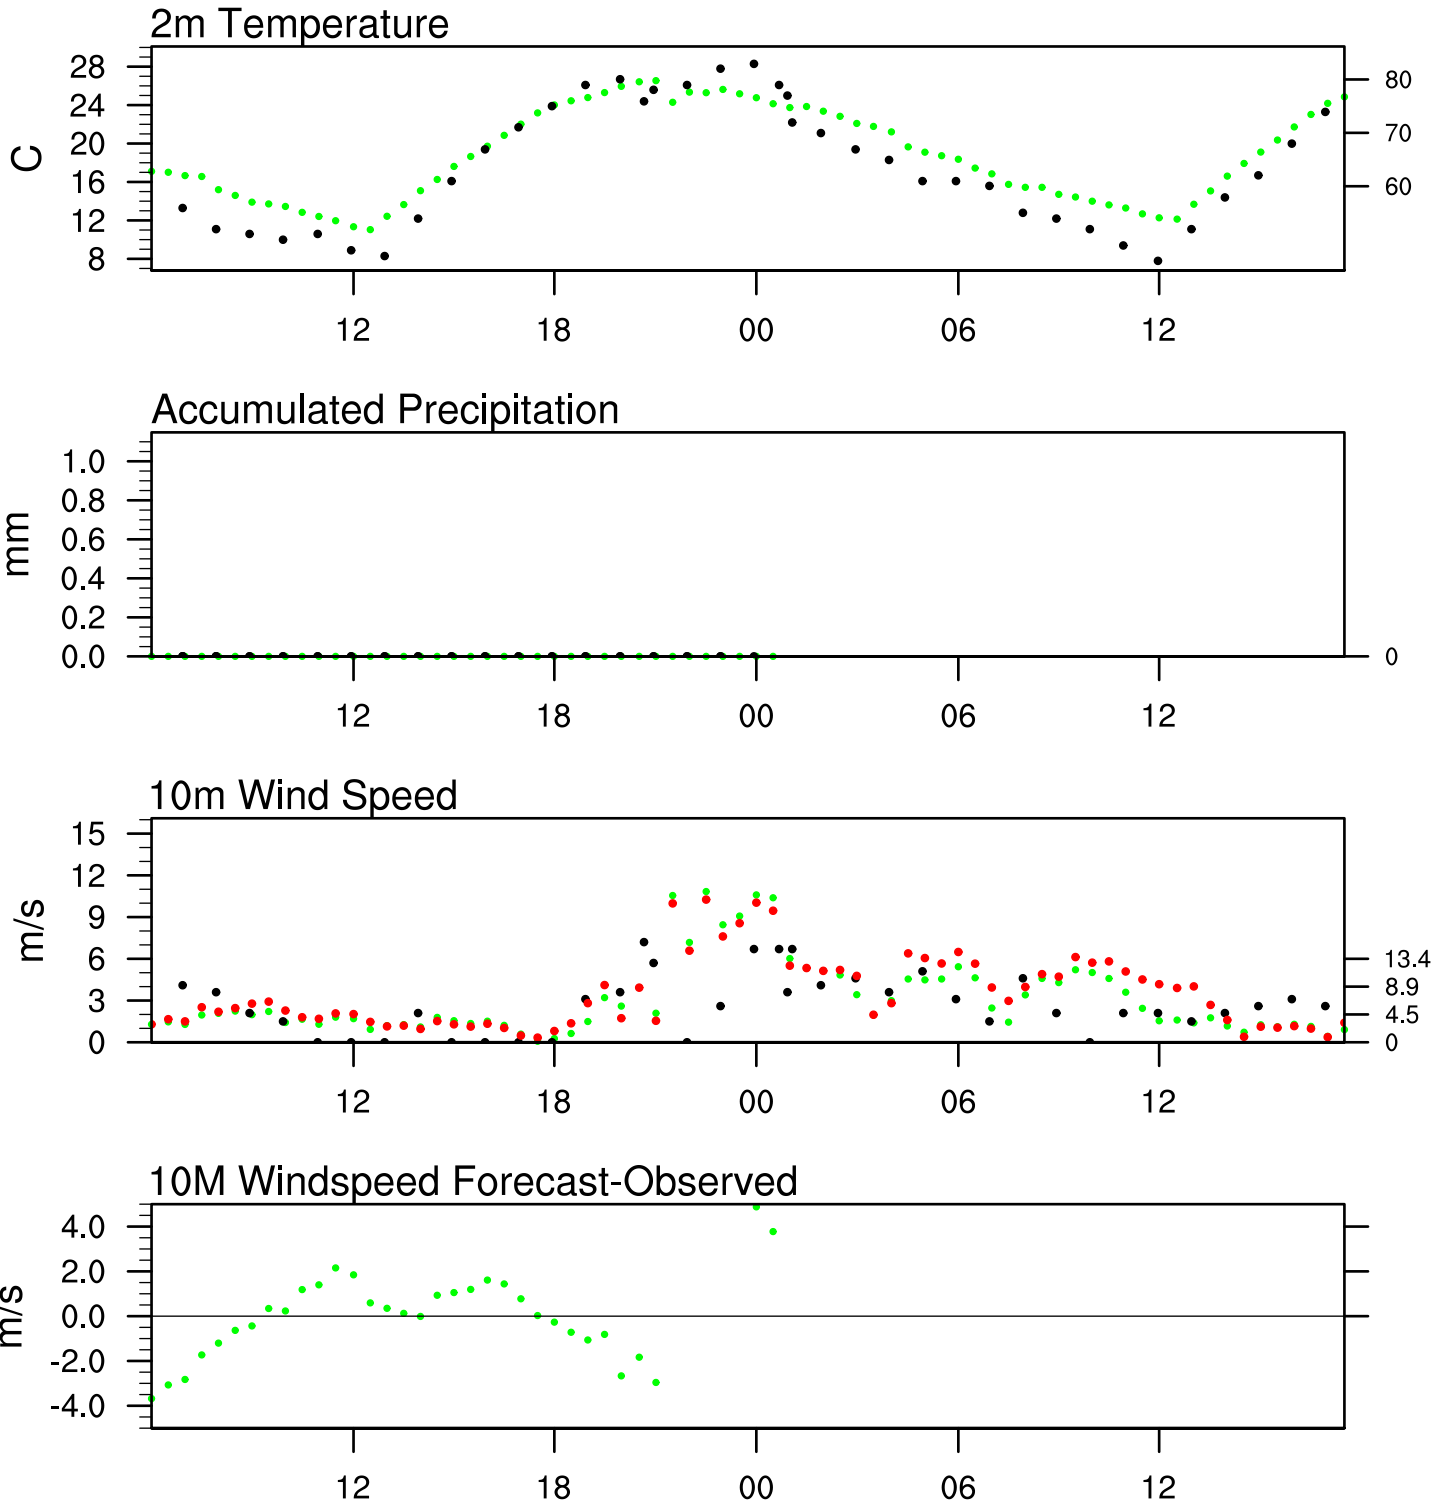 2m Temperature
28
24
20
16
12
8
C
80
70
60
12 18 00 06 12
Accumulated Precipitation
1.0
0.8
0.6
0.4
0.2
0.0
mm
0
12 18 00 06 12
10m Wind Speed
15
12
9
6
3
0
m/s
13.4
8.9
4.5
0
12 18 00 06 12
10M Windspeed Forecast-Observed
4.0
2.0
0.0
-2.0
-4.0
m/s
12 18 00 06 12